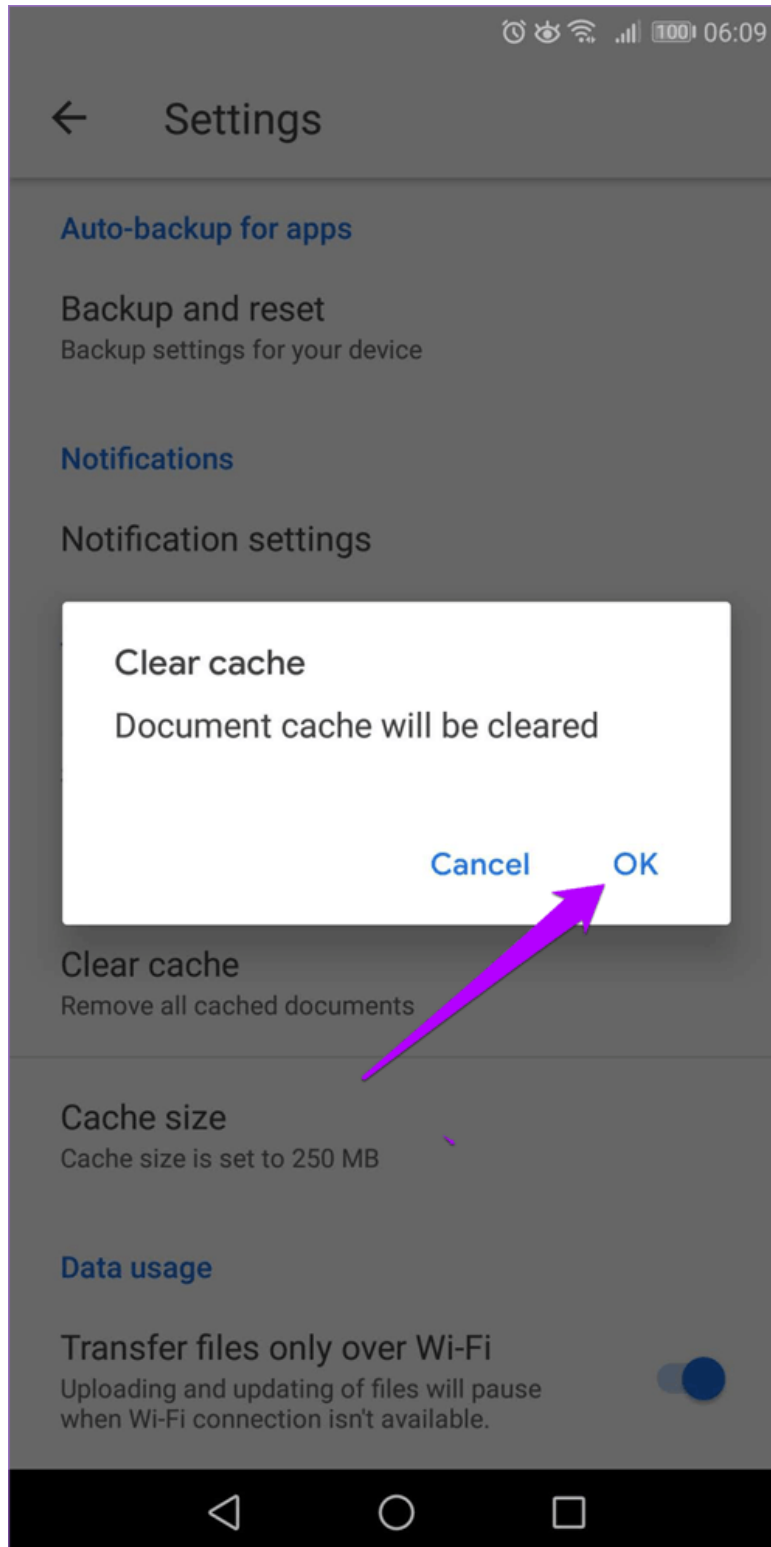 100 06:09
Settings
Auto-backup for apps
Backup and reset
Backup settings for your device
Notifications
Notification settings
Clear cache
Document cache will be cleared
Cancel OK
Clear cache
Remove all cached documents
Cache size
Cache size is set to 250 MB
Data usage
Transfer files only over Wi-Fi
Uploading and updating of files will pause
when Wi-Fi connection isn't available.